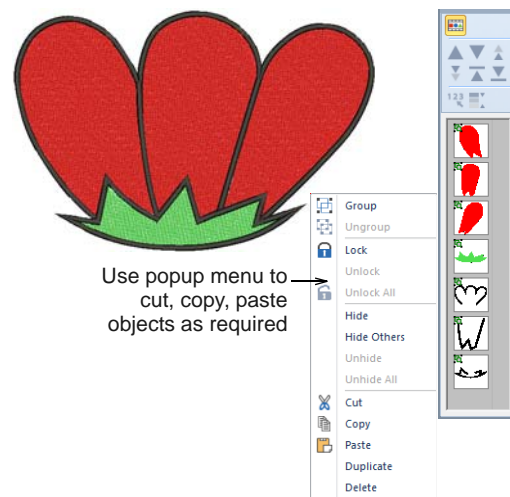 123
Group
Ungroup
Lock
Unlock
Unlock All
Hide
Hide Others
Unhide
Unhide All
Cut
Copy
Paste
Duplicate
Delete
Use popup menu to
cut, copy, paste
objects as required